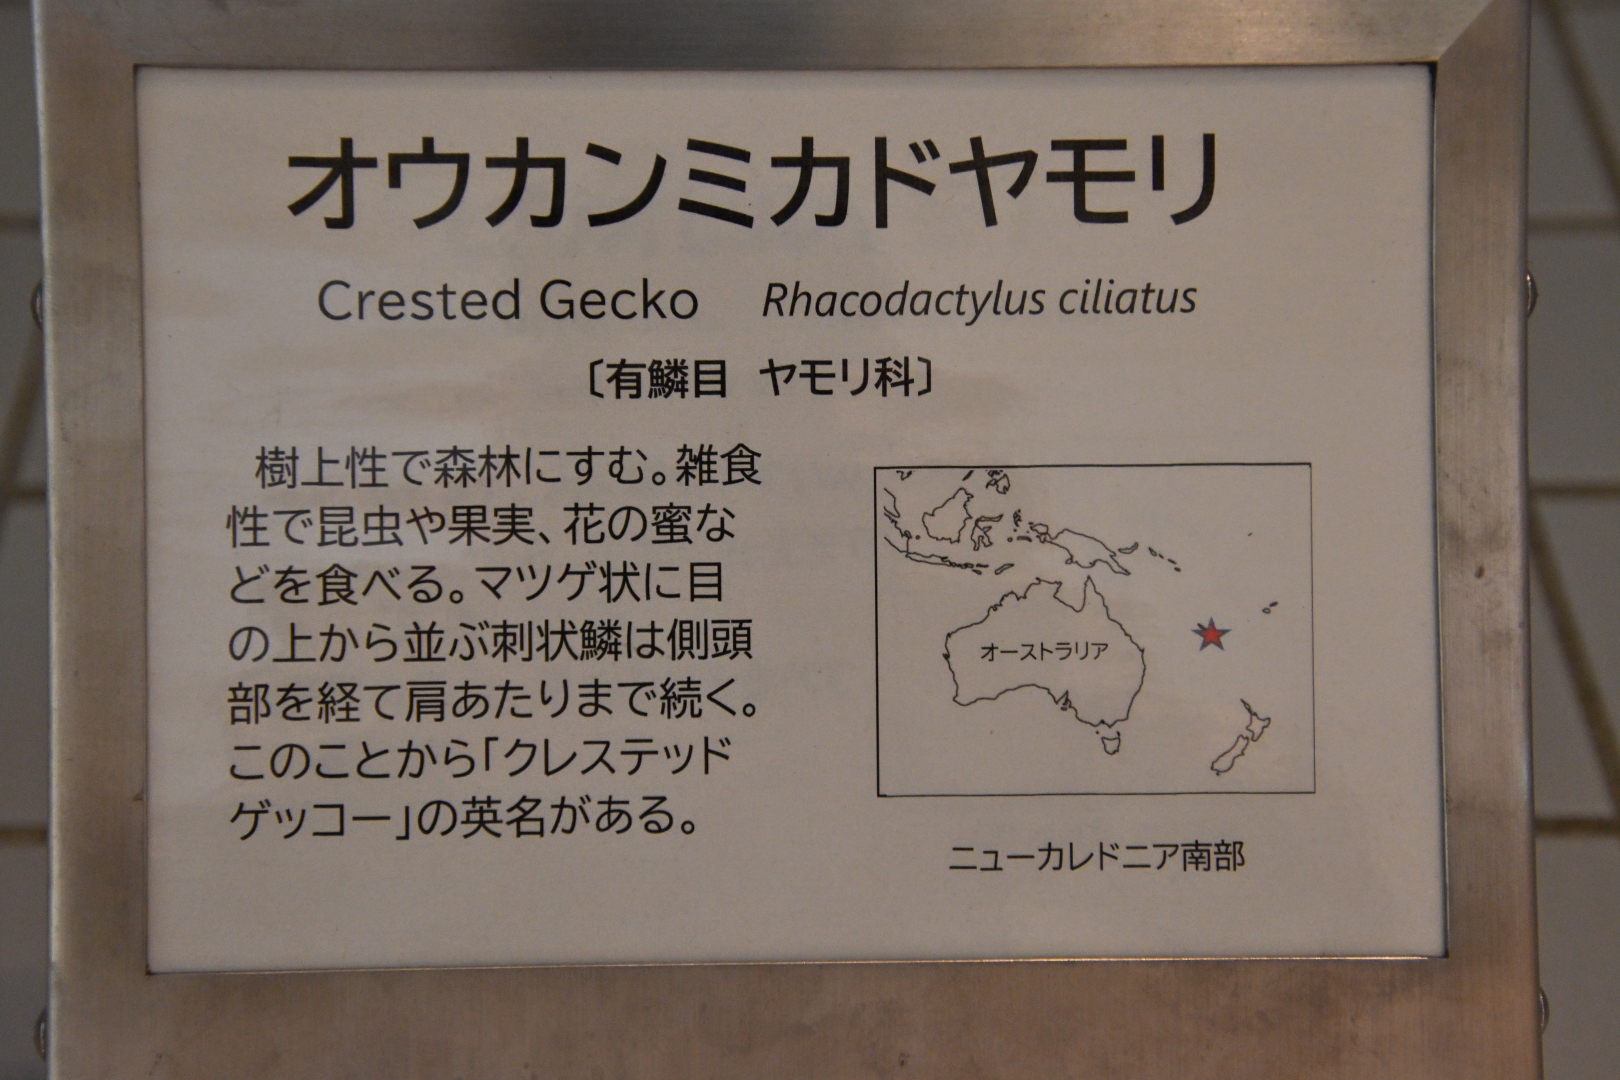 オウカンミカドヤモリ
Crested Gecko Rhacodactylus ciliatus
〔有鱗目 ヤモリ科〕
樹上性で森林にすむ。雑食
性で昆虫や果実、花の蜜な
どを食べる。マツゲ状に目
の上から並ぶ刺状鱗は側頭
部を経て肩あたりまで続く。
このことから「クレステッド
ゲッコー」の英名がある。
オーストラリア
ニューカレドニア南部